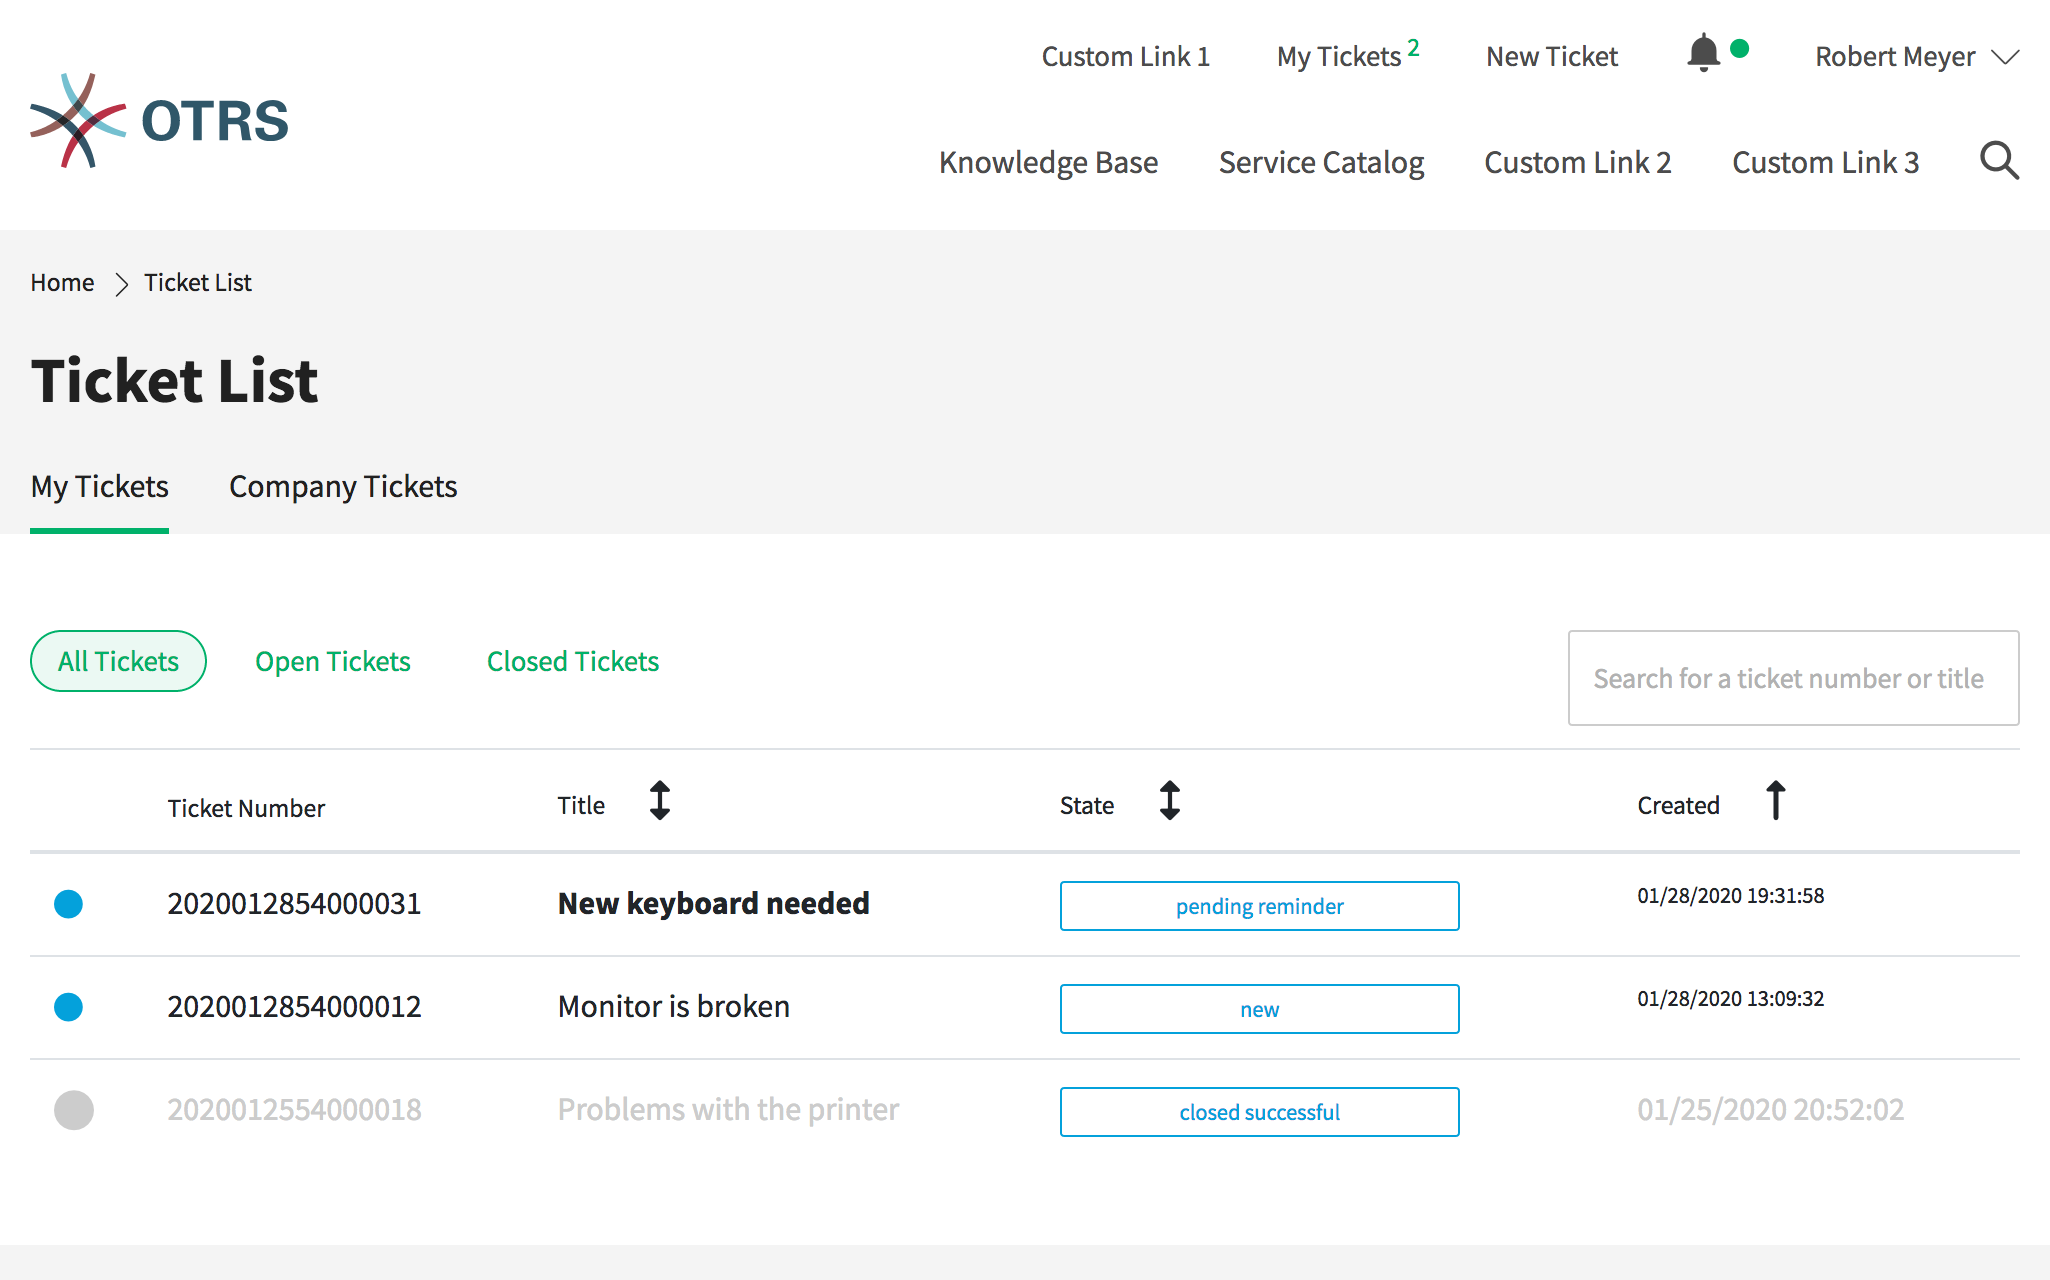 Custom Link 1 My Tickets 2 New Ticket Robert Meyer
OTRS
Knowledge Base Service Catalog Custom Link 2 Custom Link 3
Home Ticket List
Ticket List
My Tickets Company Tickets
All Tickets Open Tickets Closed Tickets
Search for a ticket number or title
Ticket Number Title State Created
2020012854000031 New keyboard needed pending reminder 01/28/2020 19:31:58
2020012854000012 Monitor is broken new 01/28/2020 13:09:32
2020012554000018 Problems with the printer closed successful 01/25/2020 20:52:02